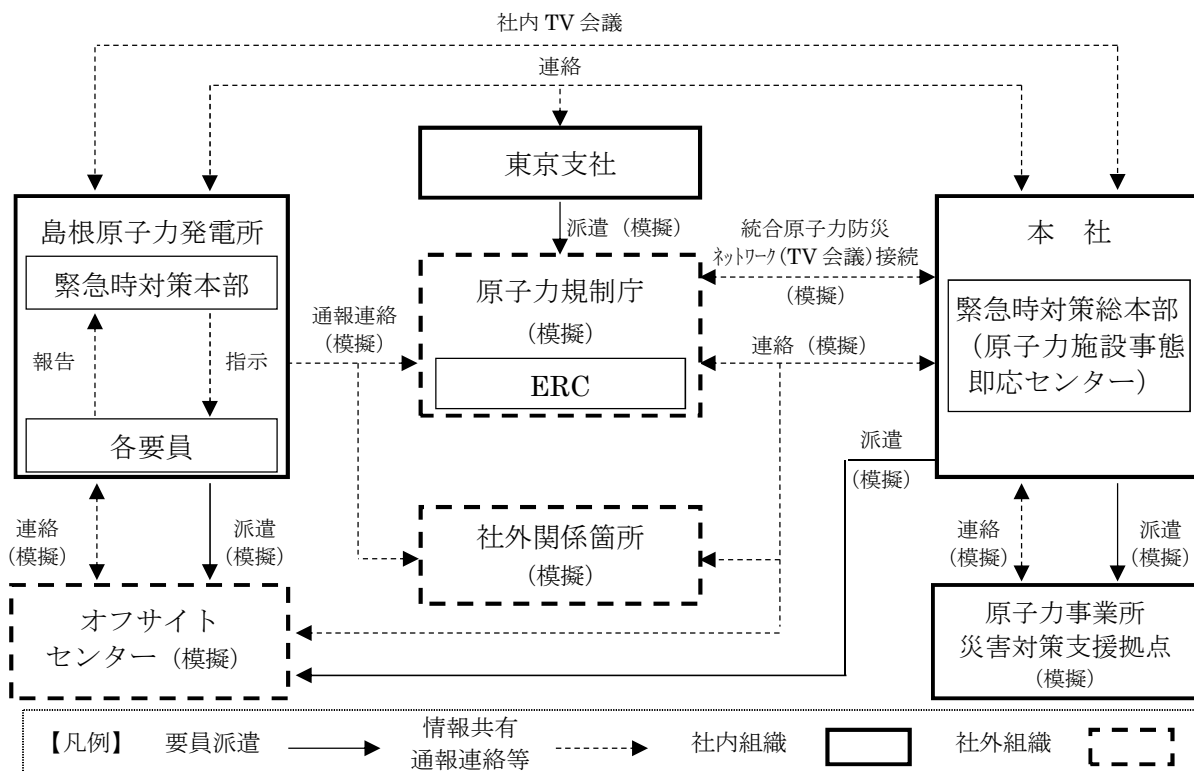 社内 TV 会議
連絡
東京支社
島根原子力発電所
緊急時対策本部
報告
指示
各要員
派遣（模擬）
原子力規制庁
（模擬）
ERC
通報連絡
（模擬）
統合原子力防災
ﾈｯﾄﾜｰｸ（TV 会議）接続
（模擬）
連絡（模擬）
本　社
緊急時対策総本部
（原子力施設事態
即応センター）
派遣
（模擬）
連絡
（模擬）
派遣
（模擬）
社外関係箇所
（模擬）
連絡
（模擬）
派遣
（模擬）
オフサイト
センター（模擬）
原子力事業所
災害対策支援拠点
（模擬）
【凡例】　要員派遣
情報共有
通報連絡等
社内組織
社外組織